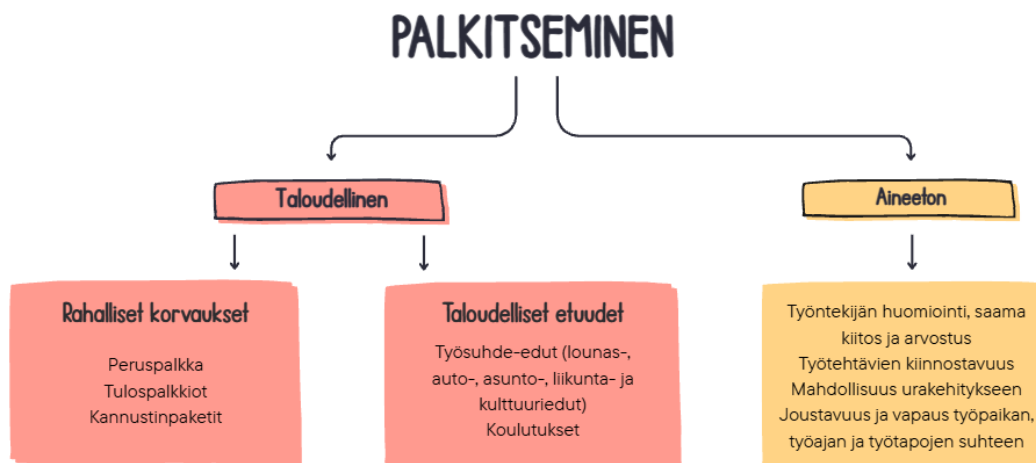 PALKITSEMINEN
Taloudellinen
Aineeton
Rahalliset korvaukset
Peruspalkka
Tulospalkkiot
Kannustinpaketit
Taloudelliset etuudet
Työsuhde-edut (lounas-,
auto-, asunto-, liikunta- ja
kulttuuriedut)
Koulutukset
Työntekijän huomiointi, saama
kiitos ja arvostus
Työtehtävien kiinnostavuus
Mahdollisuus urakehitykseen
Joustavuus ja vapaus työpaikan,
työajan ja työtapojen suhteen